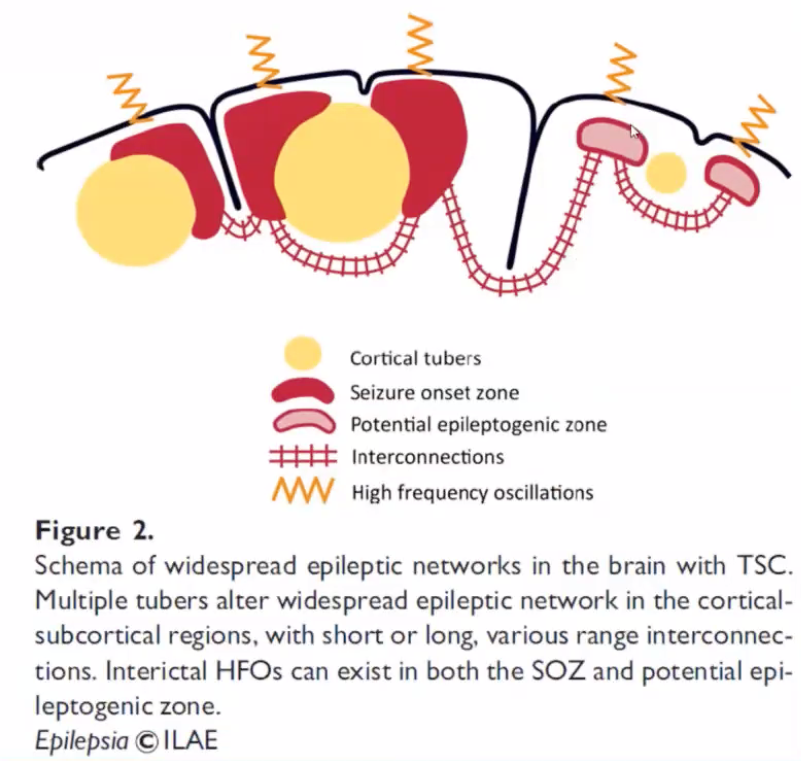 Cortical tubers
Seizure onset zone
Potential epileptogenic zone
Interconnections
High frequency oscillations
Figure 2.
Schema of widespread epileptic networks in the brain with TSC.
Multiple tubers alter widespread epileptic network in the cortical-
subcortical regions, with short or long, various range interconnec-
tions. Interictal HFOs can exist in both the SOZ and potential epi-
leptogenic zone.
Epilepsia © ILAE